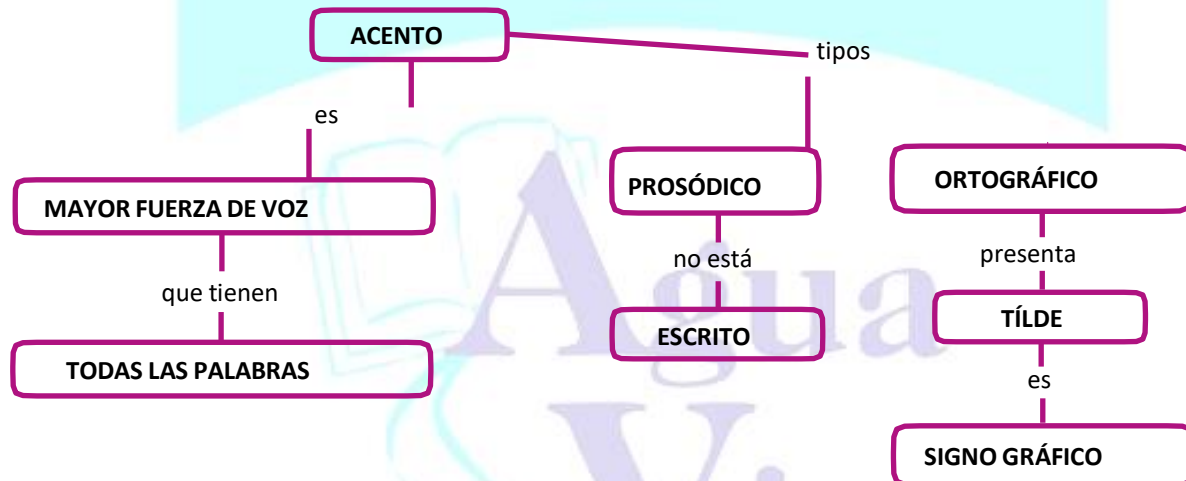 ACENTO
tipos
es
MAYOR FUERZA DE VOZ
PROSÓDICO
ORTOGRÁFICO
no está
presenta
que tienen
ESCRITO
TÍLDE
TODAS LAS PALABRAS
es
SIGNO GRÁFICO
Agua